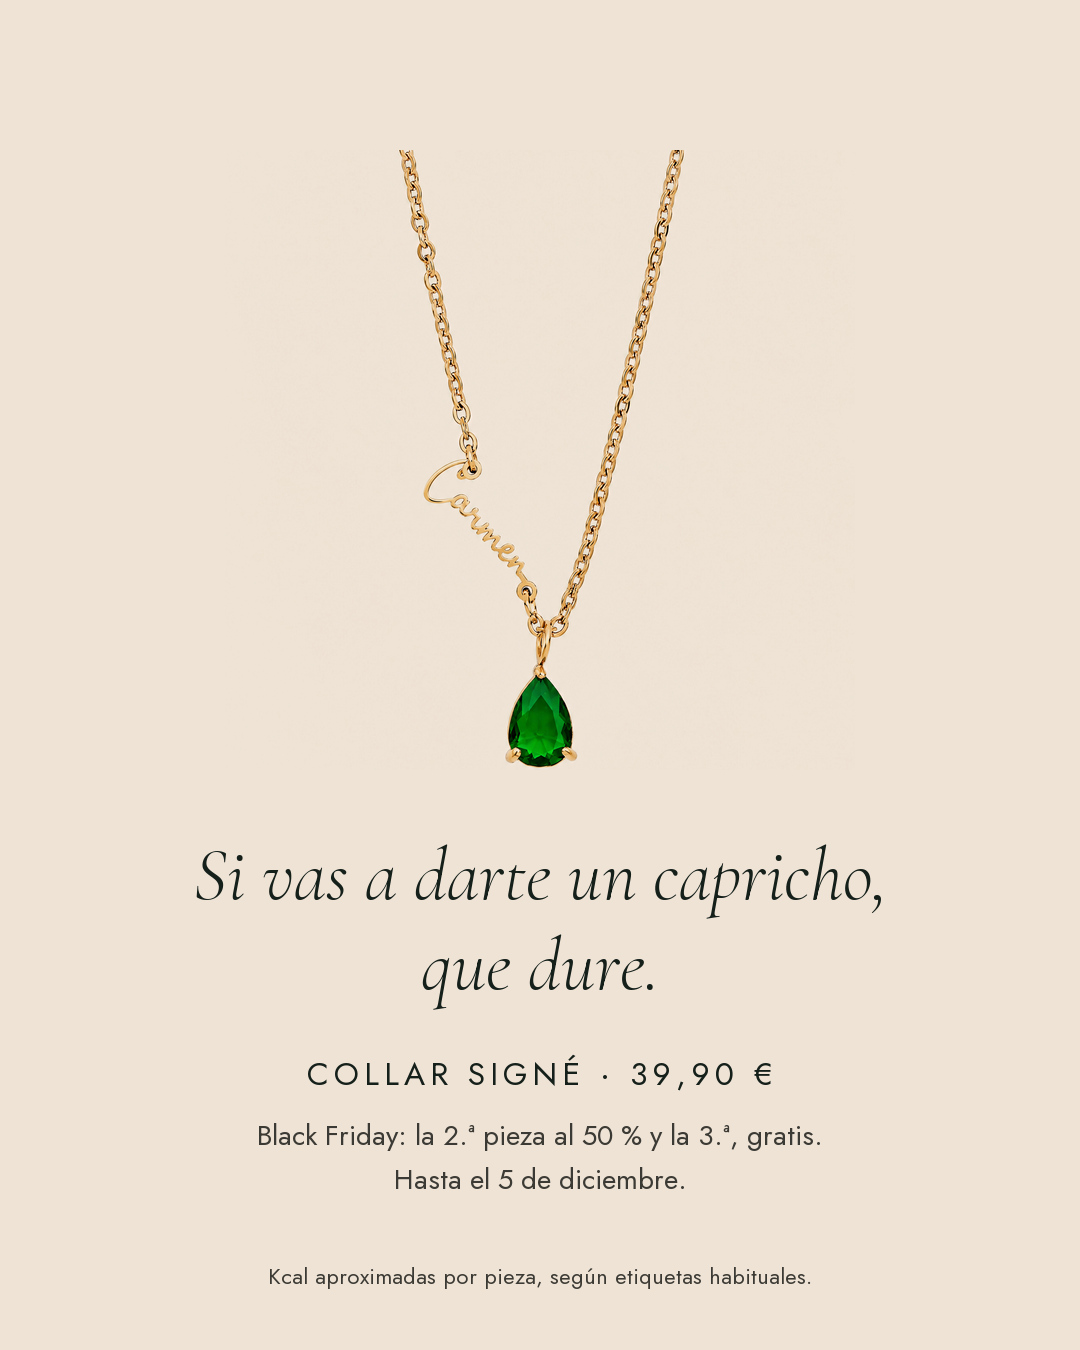 Carmen
Si vas a darte un capricho,
que dure.
COLLAR SIGNÉ · 39,90 €
Black Friday: la 2.ª pieza al 50 % y la 3.ª, gratis.
Hasta el 5 de diciembre.
Kcal aproximadas por pieza, según etiquetas habituales.